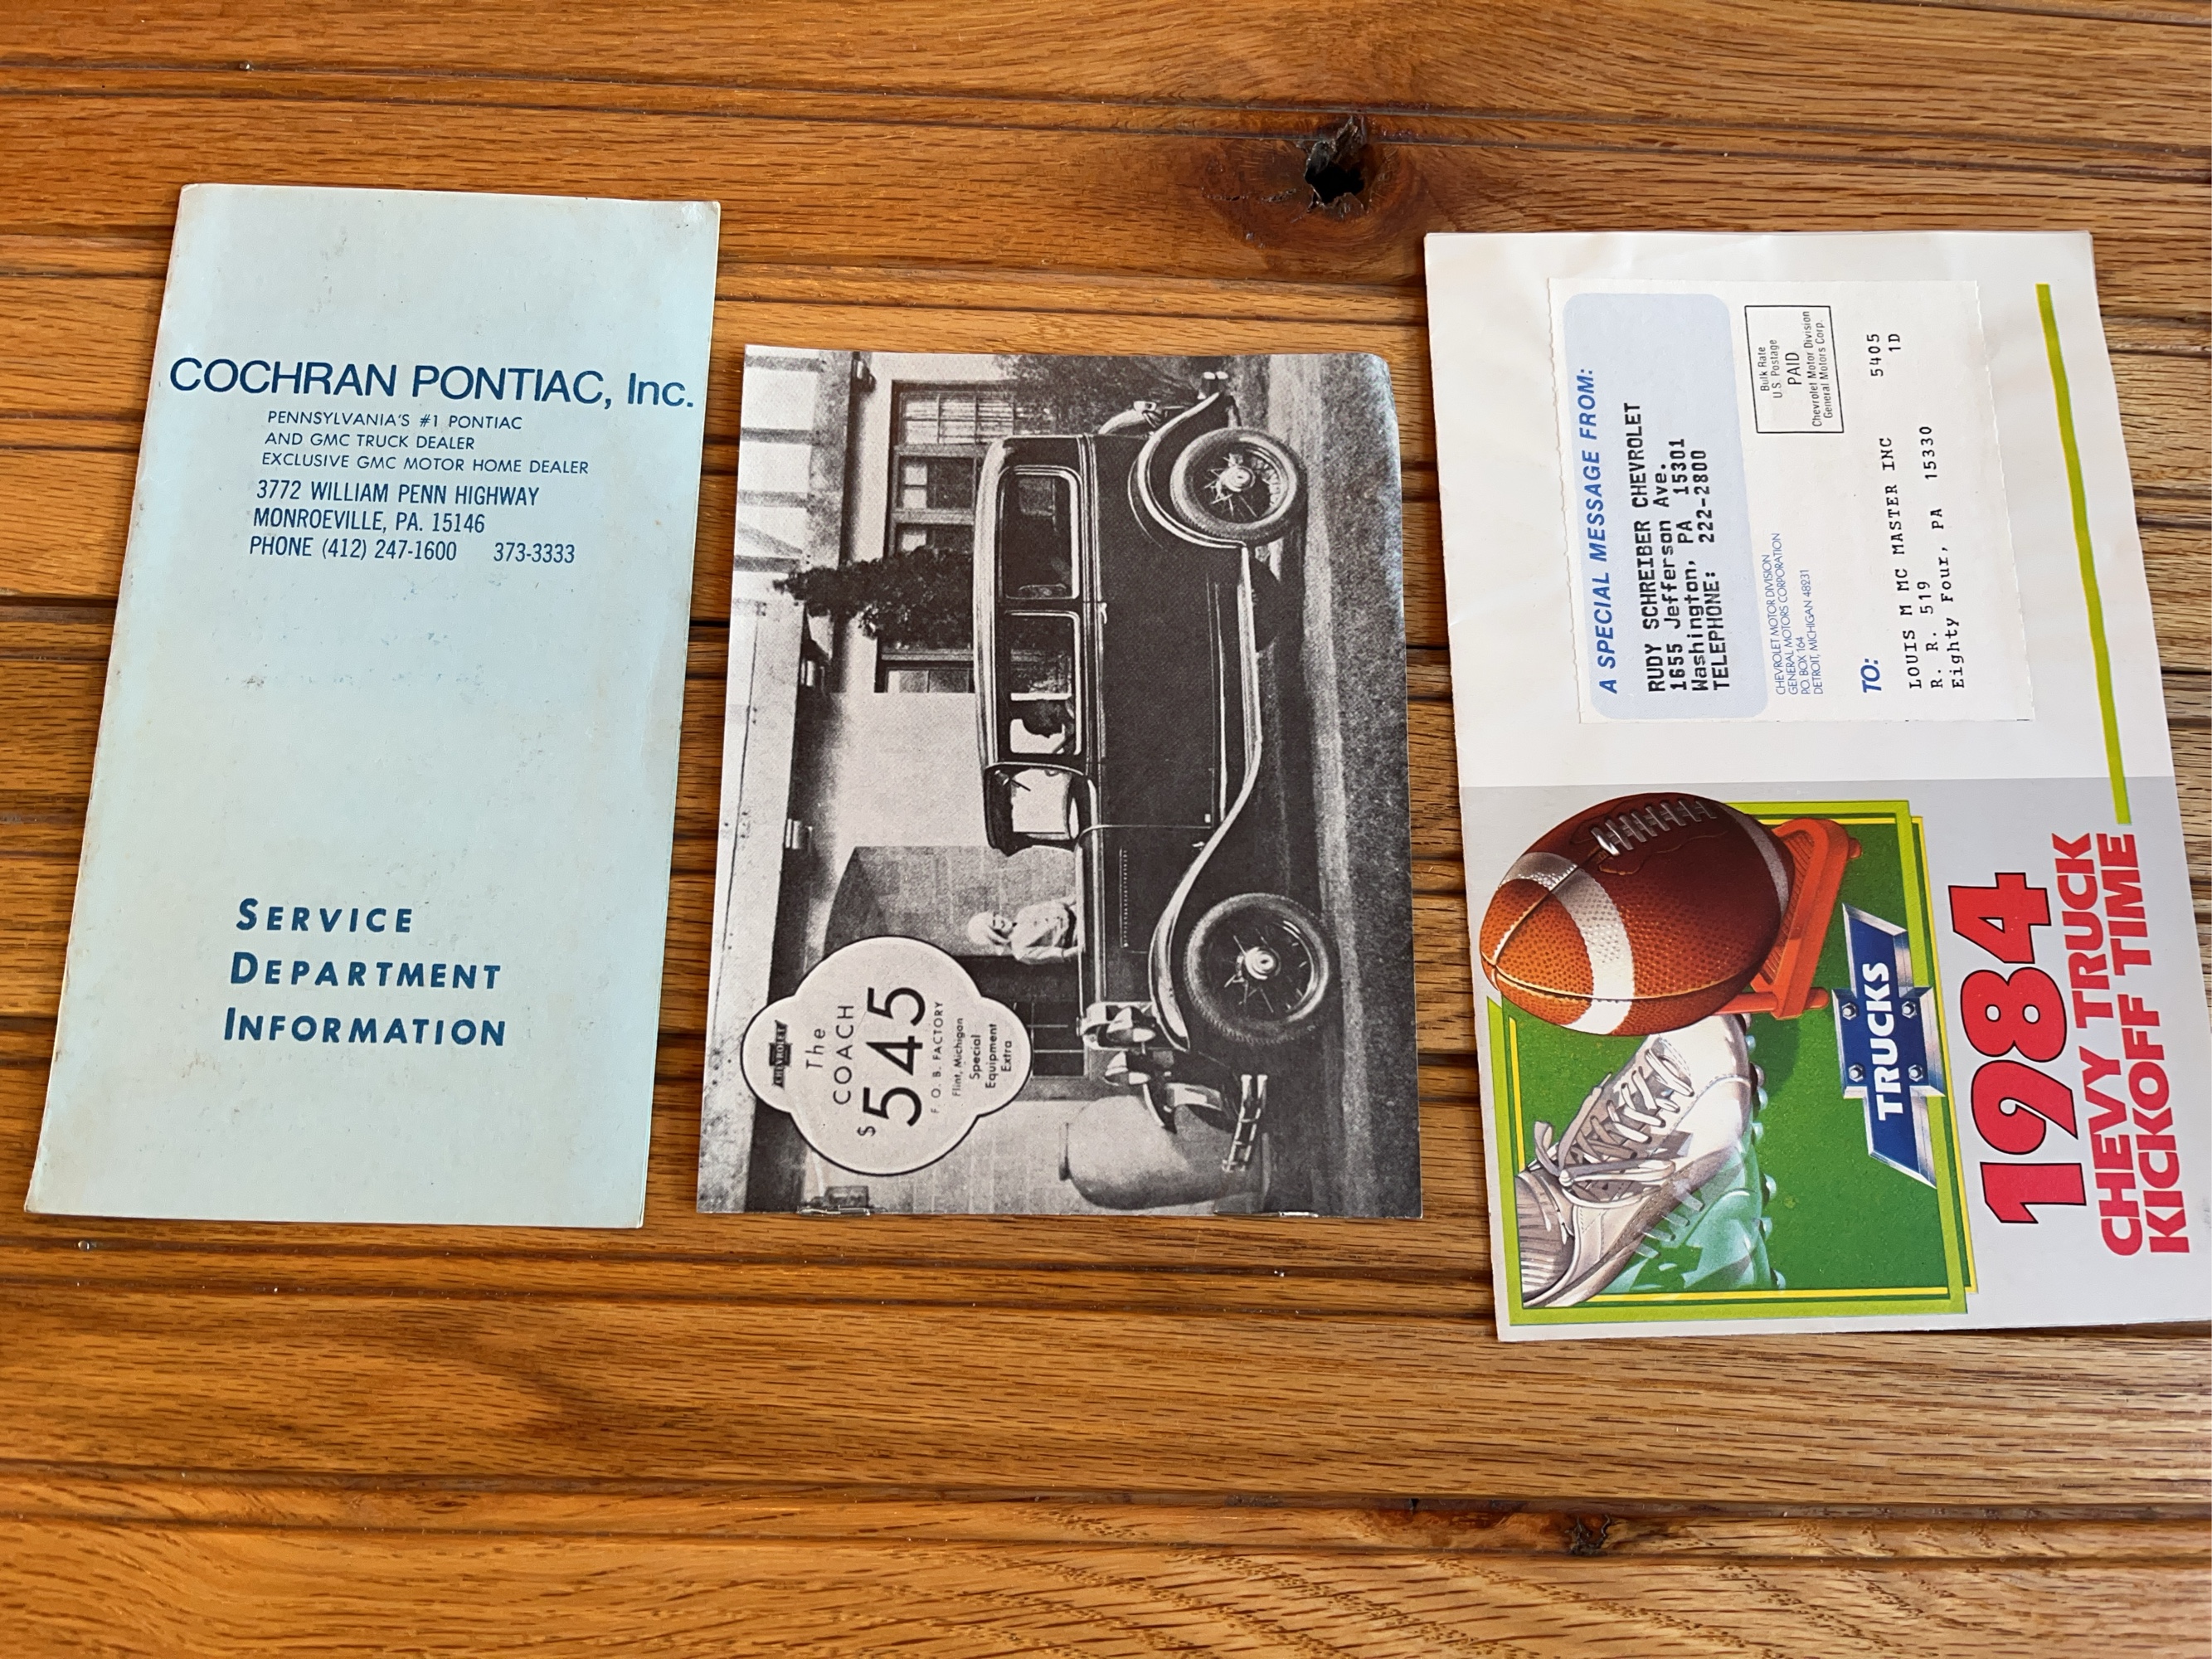 COCHRAN PONTIAC, Inc.
PENNSYLVANIA'S #1 PONTIAC
AND GMC TRUCK DEALER
EXCLUSIVE GMC MOTOR HOME DEALER
3772 WILLIAM PENN HIGHWAY
MONROEVILLE, PA. 15146
PHONE (412) 247-1600 373-3333
SERVICE
DEPARTMENT
INFORMATION
CHEVROLET
The
COACH
$545
F. O. B. FACTORY
Flint, Michigan
Special
Equipment
Extra
A SPECIAL MESSAGE FROM:
RUDY SCHREIBER CHEVROLET
1655 Jefferson Ave.
Washington, PA 15301
TELEPHONE: 222-2800
Bulk Rate
U.S. Postage
PAID
Chevrolet Motor Division
General Motors Corp.
CHEVROLET MOTOR DIVISION
GENERAL MOTORS CORPORATION
P.O. BOX 164
DETROIT, MICHIGAN 48231
TO:
5405
1D
LOUIS M MC MASTER INC
R. R. 519
Eighty Four, PA 15330
TRUCKS
1984
CHEVY TRUCK
KICKOFF TIME